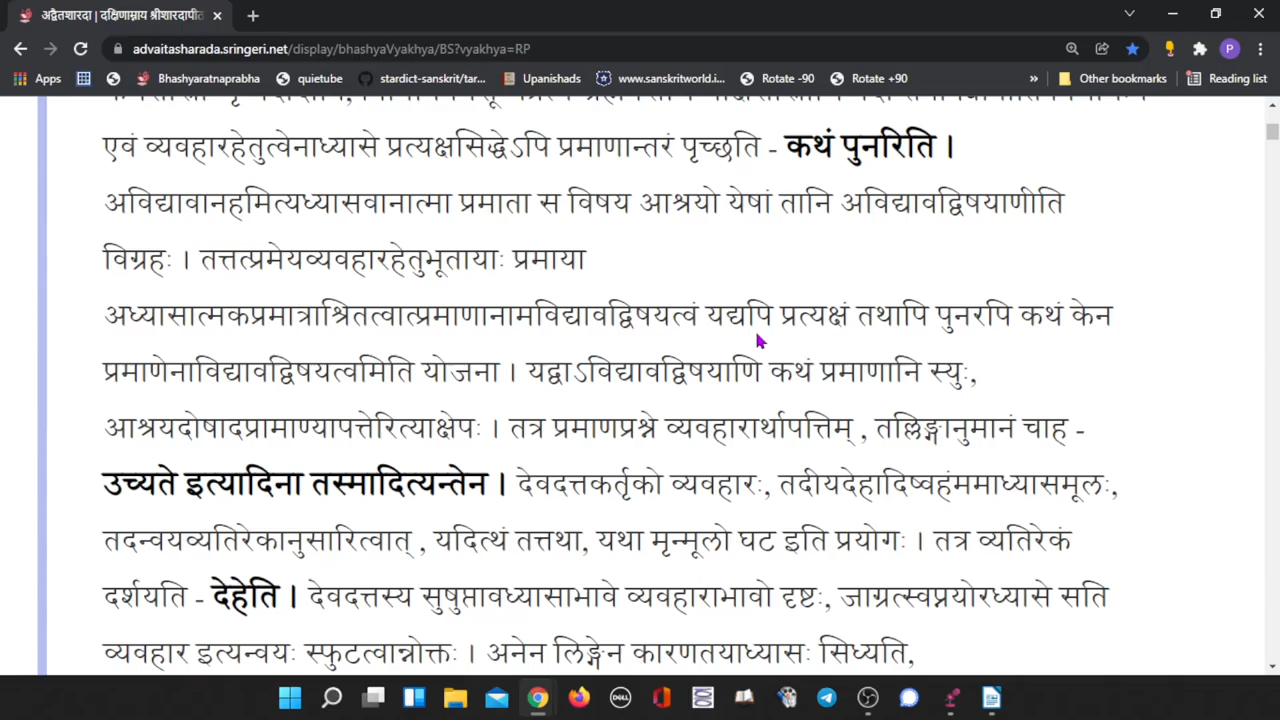 अद्वैतशारदा | दक्षिणाम्नाय श्रीशारदापीठ
advaitasharada.sringeri.net/display/bhashyaVyakhya/BS?vyakhya=RP
Apps Bhashyaratnaprabha quietube stardict-sanskrit/tar... Upanishads www.sanskritworld.i... Rotate -90 Rotate +90 » Other bookmarks Reading list
एवं व्यवहारहेतुत्वेनाध्यासे प्रत्यक्षसिद्धेऽपि प्रमाणान्तरं पृच्छति - कथं पुनरिति ।
अविद्यावानहमित्यध्यासवानात्मा प्रमाता स विषय आश्रयो येषां तानि अविद्यावद्विषयाणीति
विग्रहः । तत्तत्प्रमेयव्यवहारहेतुभूतायाः प्रमाया
अध्यासात्मकप्रमात्राश्रितत्वात्प्रमाणानामविद्यावद्विषयत्वं यद्यपि प्रत्यक्षं तथापि पुनरपि कथं केन
प्रमाणेनाविद्यावद्विषयत्वमिति योजना । यद्वाऽविद्यावद्विषयाणि कथं प्रमाणानि स्युः,
आश्रयदोषादप्रामाण्यापत्तेरित्याक्षेपः । तत्र प्रमाणप्रश्ने व्यवहारार्थापत्तिम् , तल्लिङ्गानुमानं चाह -
उच्यते इत्यादिना तस्मादित्यन्तेन । देवदत्तकर्तृको व्यवहारः, तदीयदेहादिष्वहंममाध्यासमूलः,
तदन्वयव्यतिरेकानुसारित्वात् , यदित्थं तत्तथा, यथा मृन्मूलो घट इति प्रयोगः । तत्र व्यतिरेकं
दर्शयति - देहेति । देवदत्तस्य सुषुप्तावध्यासाभावे व्यवहाराभावो दृष्टः, जाग्रत्स्वप्नयोरध्यासे सति
व्यवहार इत्यन्वयः स्फुटत्वान्नोक्तः । अनेन लिङ्गेन कारणतयाध्यासः सिध्यति,